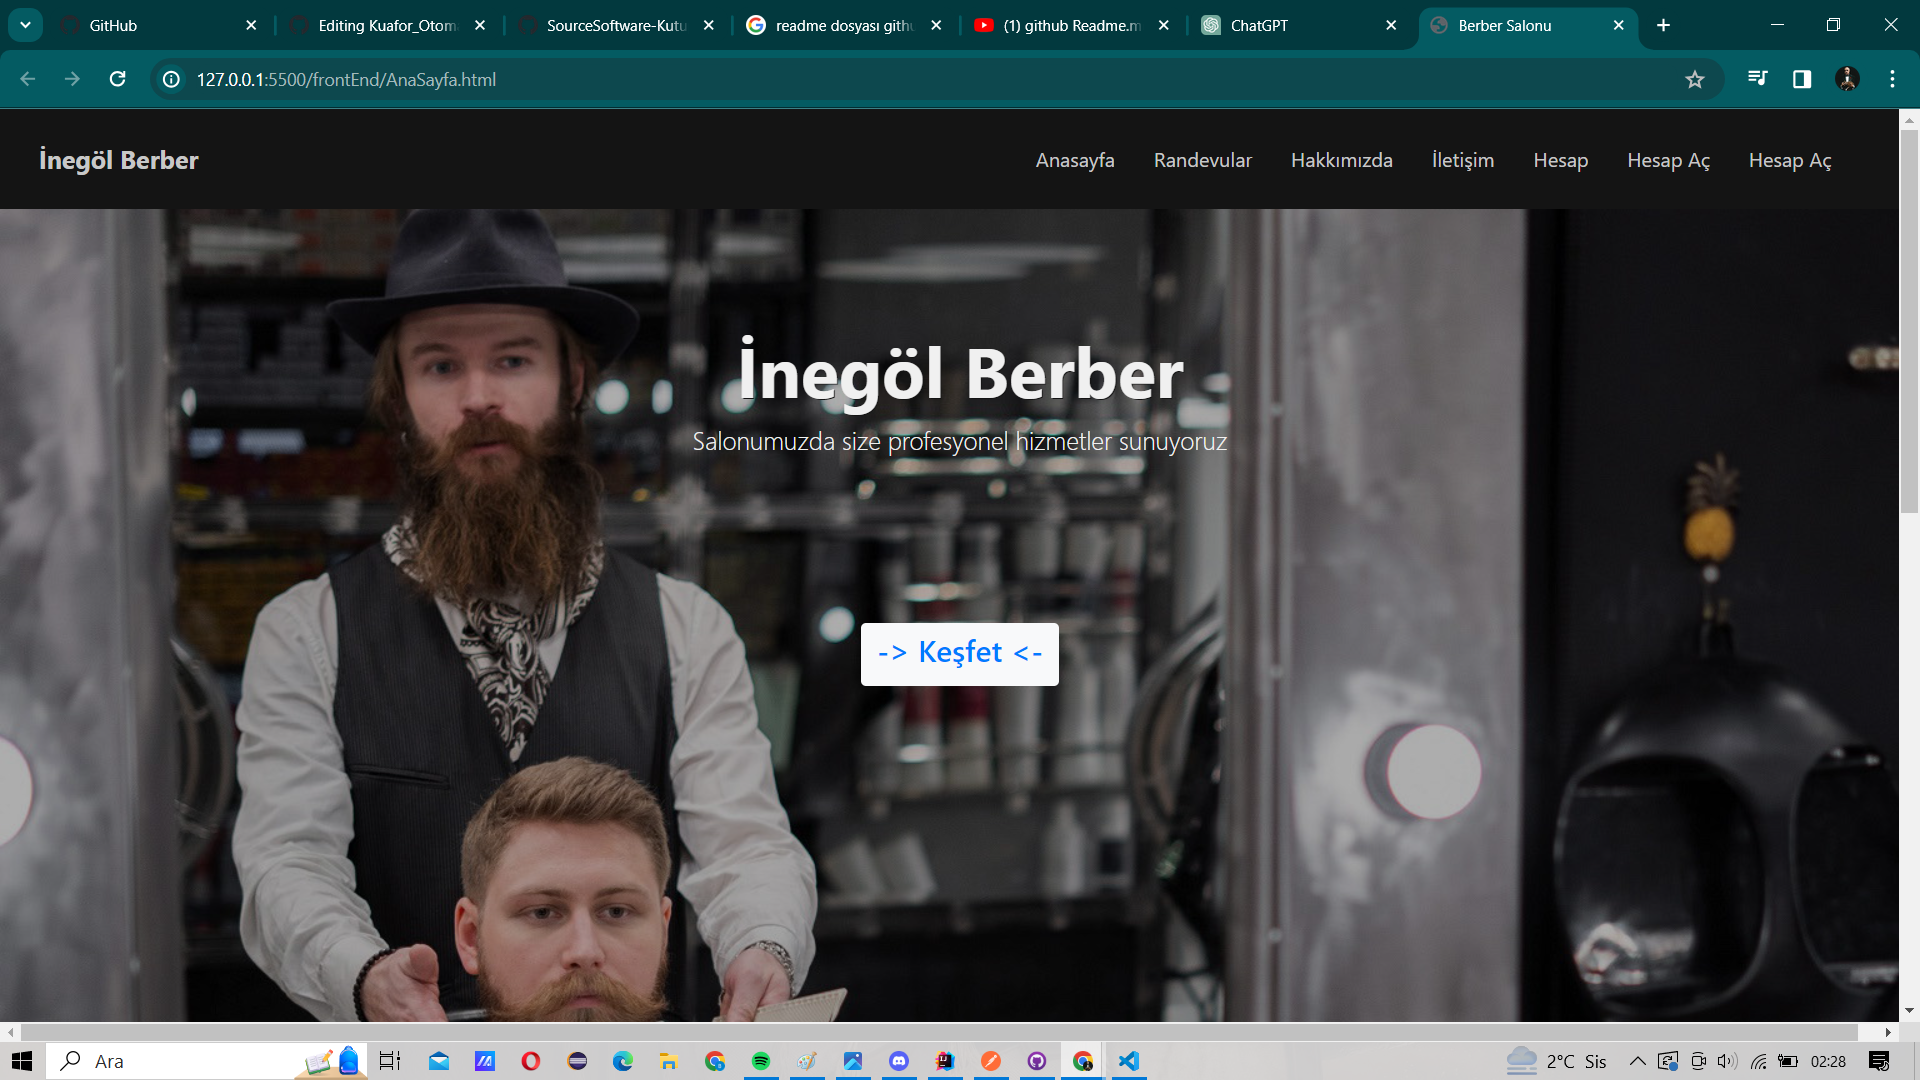 GitHub
Editing Kuafor_Otom
SourceSoftware-Kutu
readme dosyası gith
(1) github Readme.m
ChatGPT
Berber Salonu
127.0.0.1:5500/frontEnd/AnaSayfa.html
İnegöl Berber
Anasayfa
Randevular
Hakkımızda
İletişim
Hesap
Hesap Aç
Hesap Aç
İnegöl Berber
Salonumuzda size profesyonel hizmetler sunuyoruz
-> Keşfet <-
Ara
2°C Sis
02:28